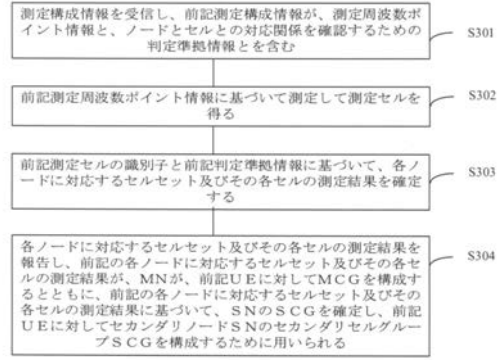 測定構成情報を受信し、前記測定構成情報が、測定周波数ポ
イント情報と、ノードとセルとの対応関係を確認するための
判定準拠情報とを含む
S301
前記測定周波数ポイント情報に基づいて測定して測定セルを
得る
S302
前記測定セルの識別子と前記判定準拠情報に基づいて、各ノ
ードに対応するセルセット及びその各セルの測定結果を確定
する
S303
各ノードに対応するセルセット及びその各セルの測定結果を
報告し、前記の各ノードに対応するセルセット及びその各セ
ルの測定結果が、MNが、前記UEに対してMCGを構成す
るとともに、前記の各ノードに対応するセルセット及びその
各セルの測定結果に基づいて、SNのSCGを確定し、前記
UEに対してセカンダリノードSNのセカンダリセルグルー
プSCGを構成するために用いられる
S304